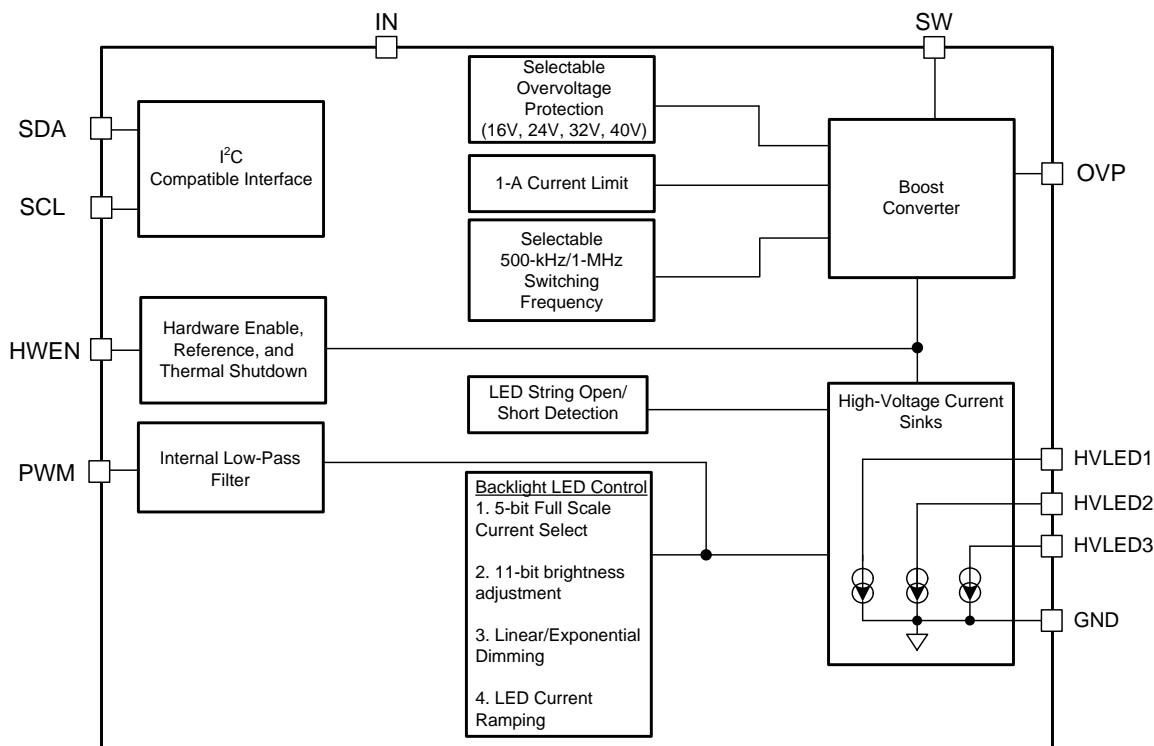 IN
SW
SDA
SCL
I²C
Compatible Interface
Selectable
Overvoltage
Protection
(16V, 24V, 32V, 40V)
1-A Current Limit
Selectable
500-kHz/1-MHz
Switching
Frequency
Boost
Converter
OVP
HWEN
Hardware Enable,
Reference, and
Thermal Shutdown
LED String Open/
Short Detection
High-Voltage Current
Sinks
PWM
Internal Low-Pass
Filter
Backlight LED Control
1. 5-bit Full Scale
Current Select
2. 11-bit brightness
adjustment
3. Linear/Exponential
Dimming
4. LED Current
Ramping
HVLED1
HVLED2
HVLED3
GND